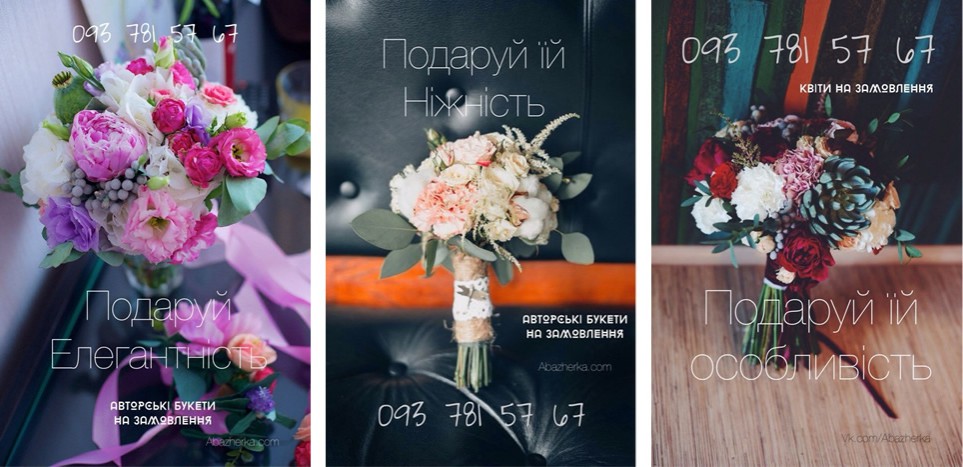 093 781 57 67
Подаруй
Елегантність
АВТОРСЬКІ БУКЕТИ
НА ЗАМОВЛЕННЯ
Abazherka.com
Подаруй їй
Ніжність
АВТОРСЬКІ БУКЕТИ
НА ЗАМОВЛЕННЯ
Abazherka.com
093 781 57 67
093 781 57 67
КВІТИ НА ЗАМОВЛЕННЯ
Подаруй їй
особливість
Vk.com/Abazherka